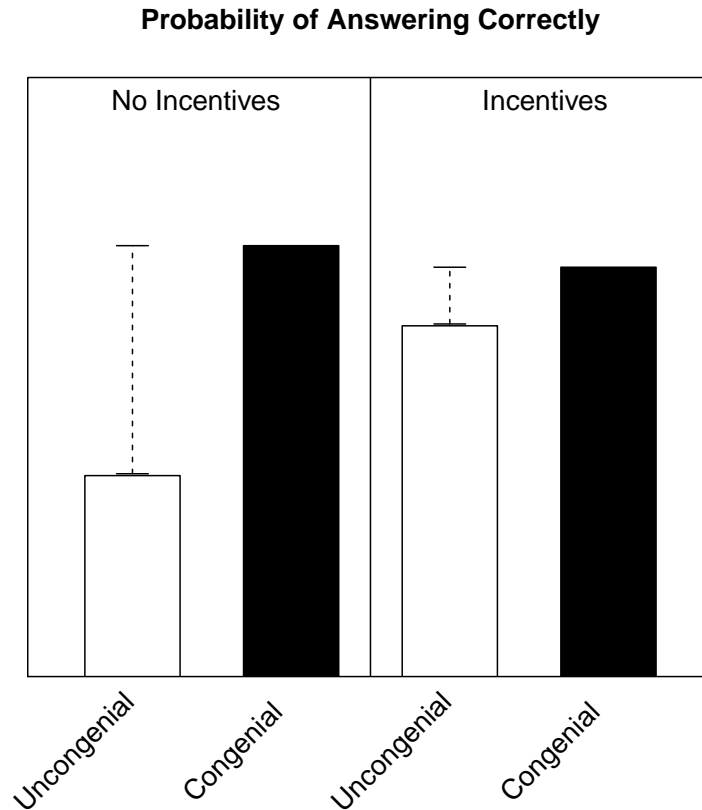 Probability of Answering Correctly
No Incentives
Incentives
Uncongenial
Congenial
Uncongenial
Congenial